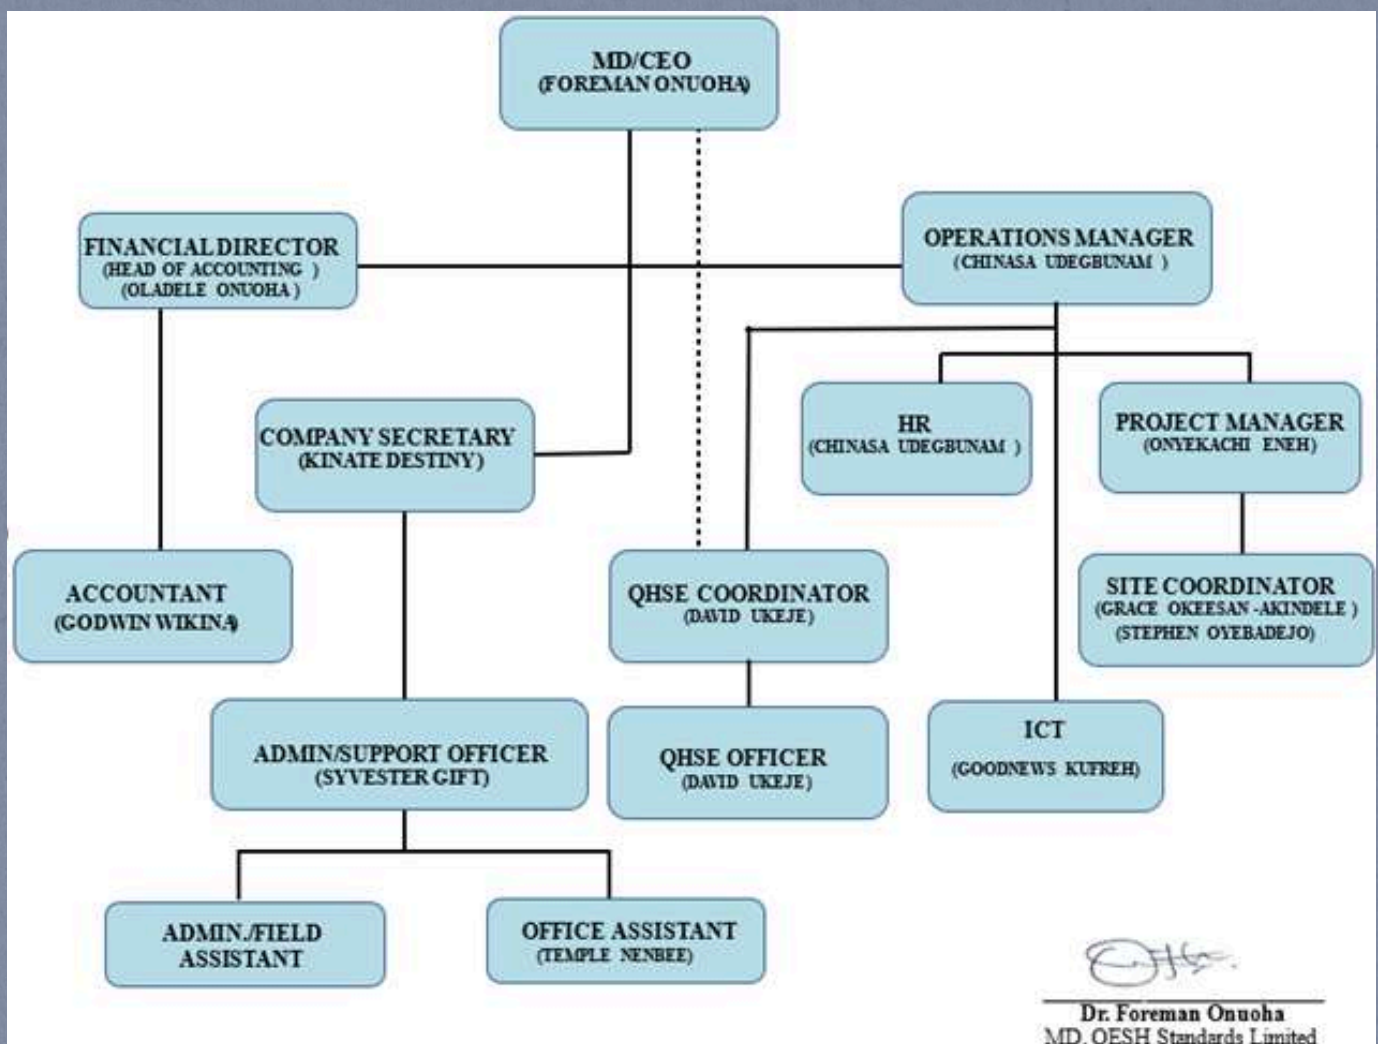 MD/CEO
(FOREMAN ONUOHA)
FINANCIAL DIRECTOR
(HEAD OF ACCOUNTING )
(OLADELE ONUOHA )
OPERATIONS MANAGER
(CHINASA UDEGBUNAM )
COMPANY SECRETARY
(KINATE DESTINY)
HR
(CHINASA UDEGBUNAM )
PROJECT MANAGER
(ONYEKACHI ENEH)
ACCOUNTANT
(GODWIN WIKINA)
QHSE COORDINATOR
(DAVID UKEJE)
SITE COORDINATOR
(GRACE OKEESAN -AKINDELE )
(STEPHEN OYEBADEJO)
ADMIN/SUPPORT OFFICER
(SYVESTER GIFT)
QHSE OFFICER
(DAVID UKEJE)
ICT
(GOODNEWS KUFREH)
ADMIN./FIELD
ASSISTANT
OFFICE ASSISTANT
(TEMPLE NENBEE)
Dr. Foreman Onuoha
MD, QESH Standards Limited